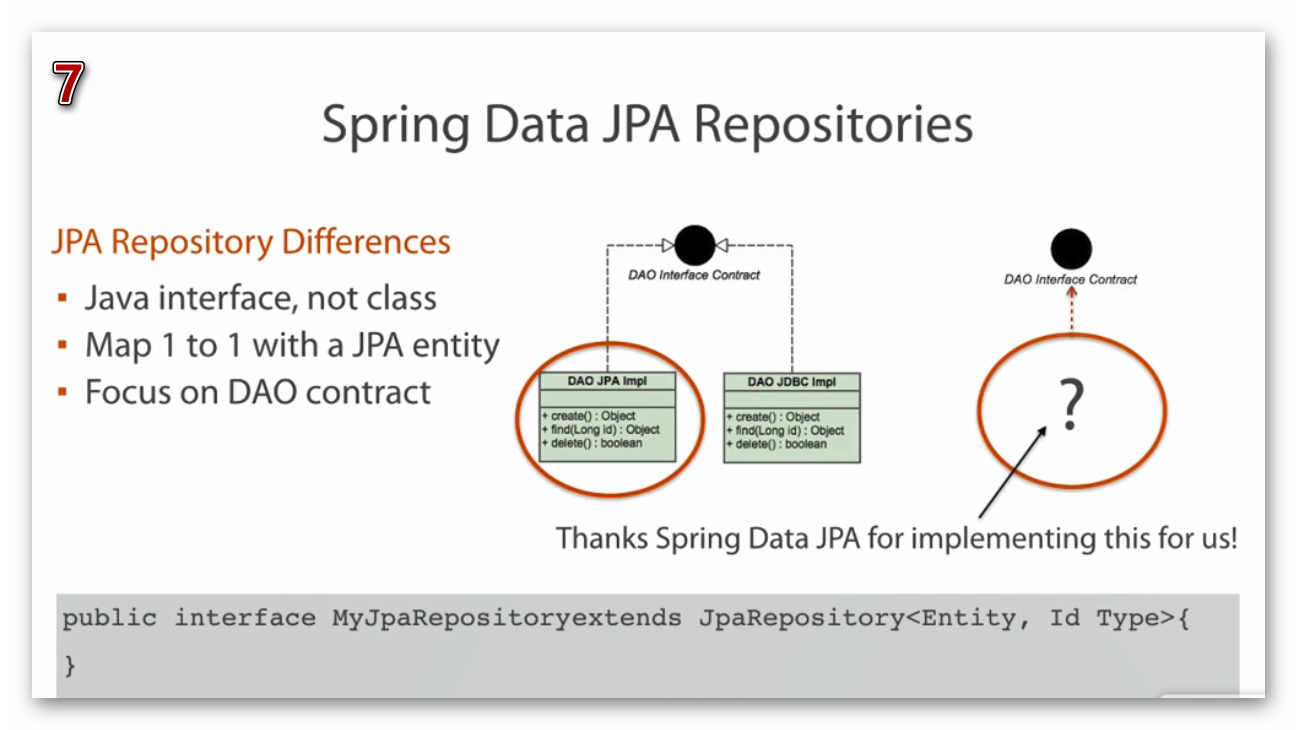 7
Spring Data JPA Repositories
JPA Repository Differences
▪ Java interface, not class
▪ Map 1 to 1 with a JPA entity
▪ Focus on DAO contract
DAO Interface Contract
DAO JPA Impl
+ create() : Object
+ find(Long id) : Object
+ delete() : boolean
DAO JDBC Impl
+ create() : Object
+ find(Long id) : Object
+ delete() : boolean
DAO Interface Contract
?
Thanks Spring Data JPA for implementing this for us!
public interface MyJpaRepositoryextends JpaRepository<Entity, Id Type>{
}